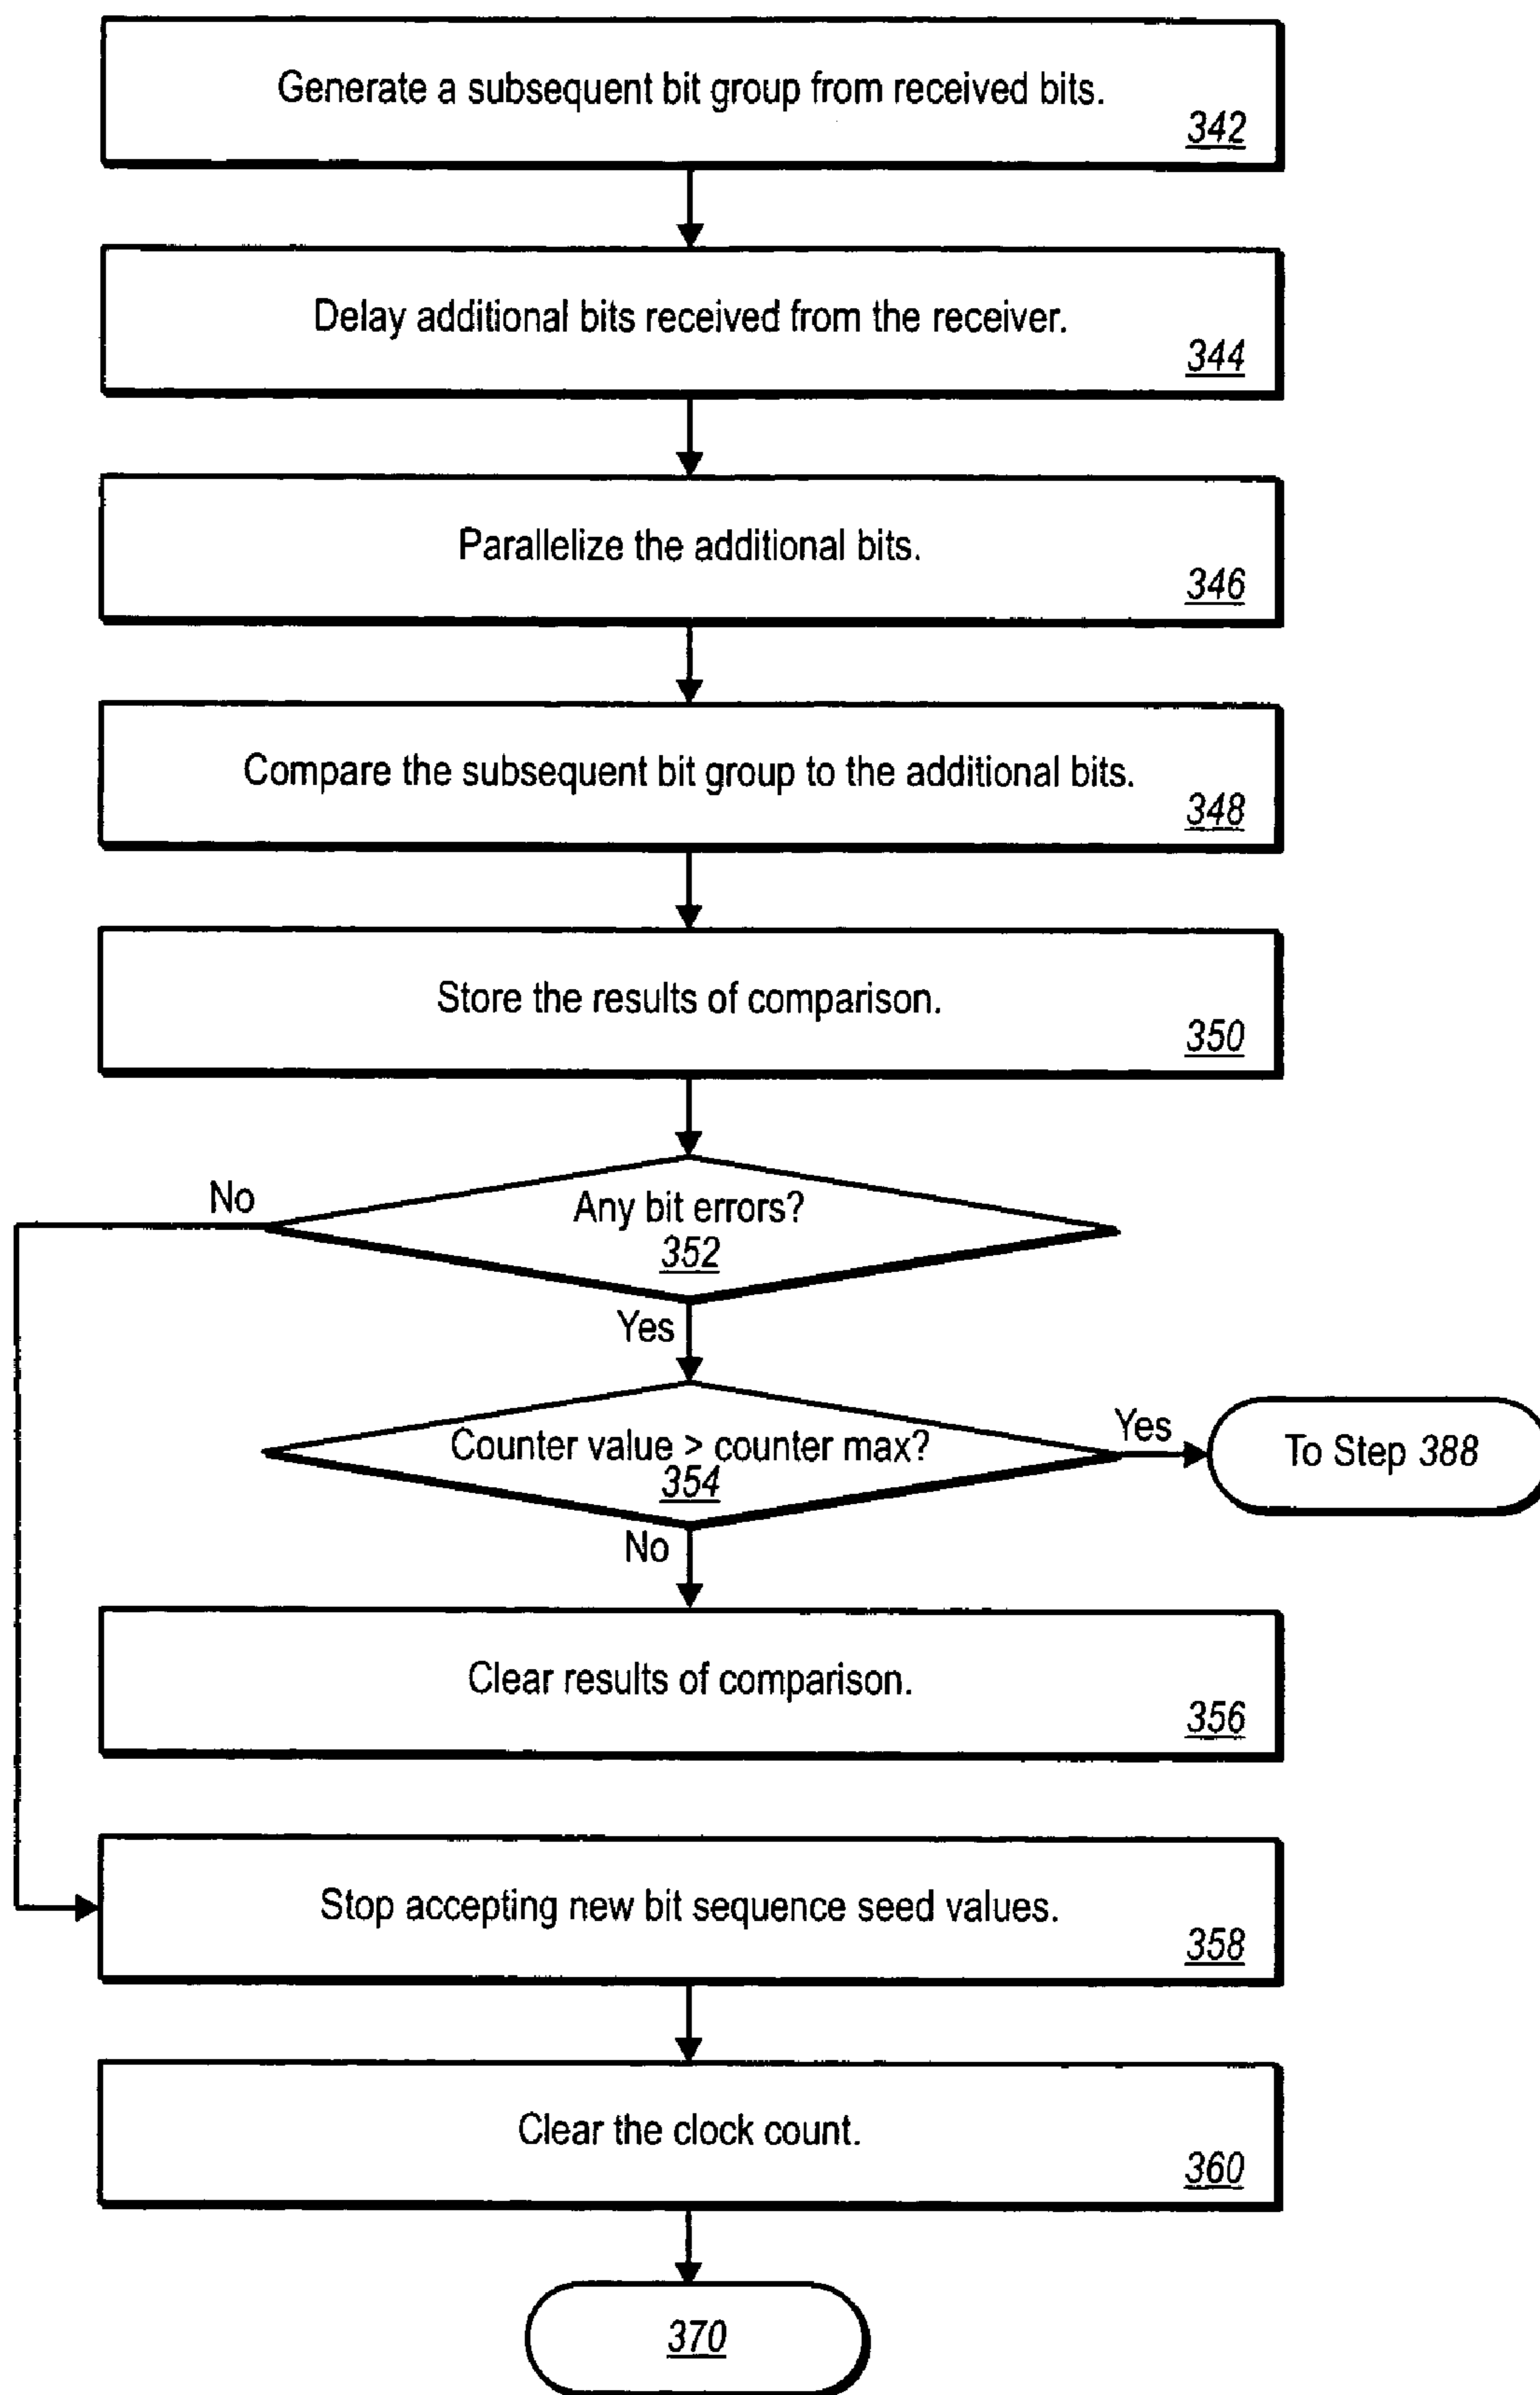 Generate a subsequent bit group from received bits.
342
Delay additional bits received from the receiver.
344
Parallelize the additional bits.
346
Compare the subsequent bit group to the additional bits.
348
Store the results of comparison.
350
No
Any bit errors?
352
Yes
Counter value > counter max?
354
Yes
To Step 388
No
Clear results of comparison.
356
Stop accepting new bit sequence seed values.
358
Clear the clock count.
360
370